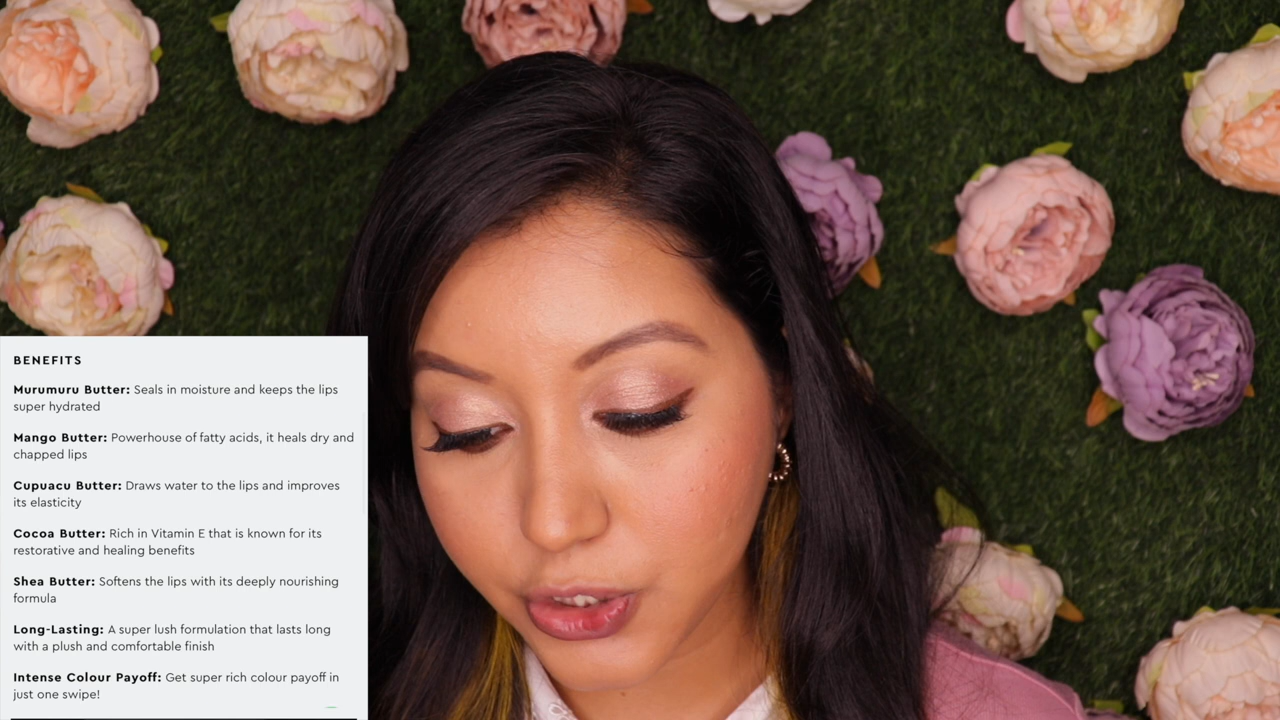 BENEFITS
Murumuru Butter: Seals in moisture and keeps the lips
super hydrated
Mango Butter: Powerhouse of fatty acids, it heals dry and
chapped lips
Cupuacu Butter: Draws water to the lips and improves
its elasticity
Cocoa Butter: Rich in Vitamin E that is known for its
restorative and healing benefits
Shea Butter: Softens the lips with its deeply nourishing
formula
Long-Lasting: A super lush formulation that lasts long
with a plush and comfortable finish
Intense Colour Payoff: Get super rich colour payoff in
just one swipe!